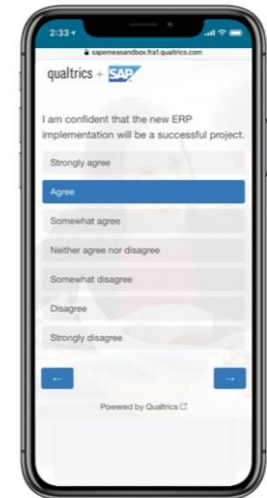 2:33
sapemeasandbox.fra1.qualtrics.com
qualtrics + SAP
I am confident that the new ERP
implementation will be a successful project.
Strongly agree
Agree
Somewhat agree
Neither agree nor disagree
Somewhat disagree
Disagree
Strongly disagree
← →
Powered by Qualtrics